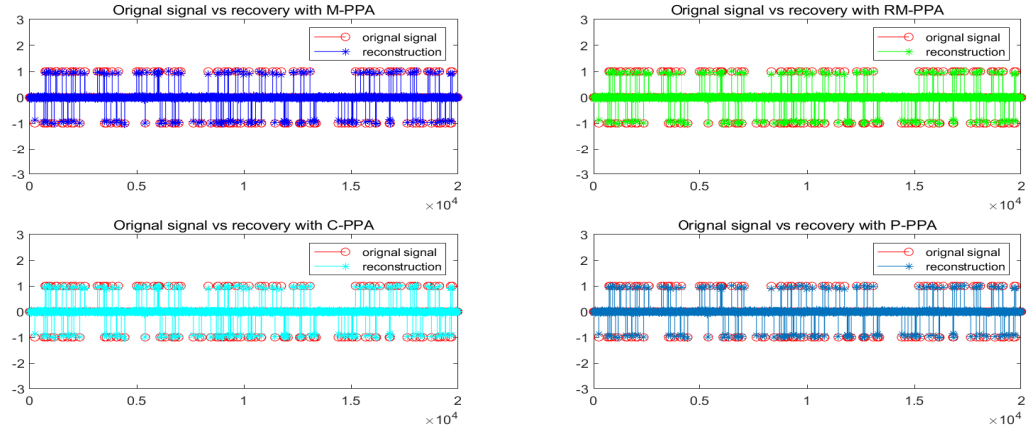 Orignal signal vs recovery with M-PPA
3
2
1
0
-1
-2
-3
orignal signal
reconstruction
0 0.5 1 1.5 2
×10^4
Orignal signal vs recovery with RM-PPA
3
2
1
0
-1
-2
-3
orignal signal
reconstruction
0 0.5 1 1.5 2
×10^4
Orignal signal vs recovery with C-PPA
3
2
1
0
-1
-2
-3
orignal signal
reconstruction
0 0.5 1 1.5 2
×10^4
Orignal signal vs recovery with P-PPA
3
2
1
0
-1
-2
-3
orignal signal
reconstruction
0 0.5 1 1.5 2
×10^4